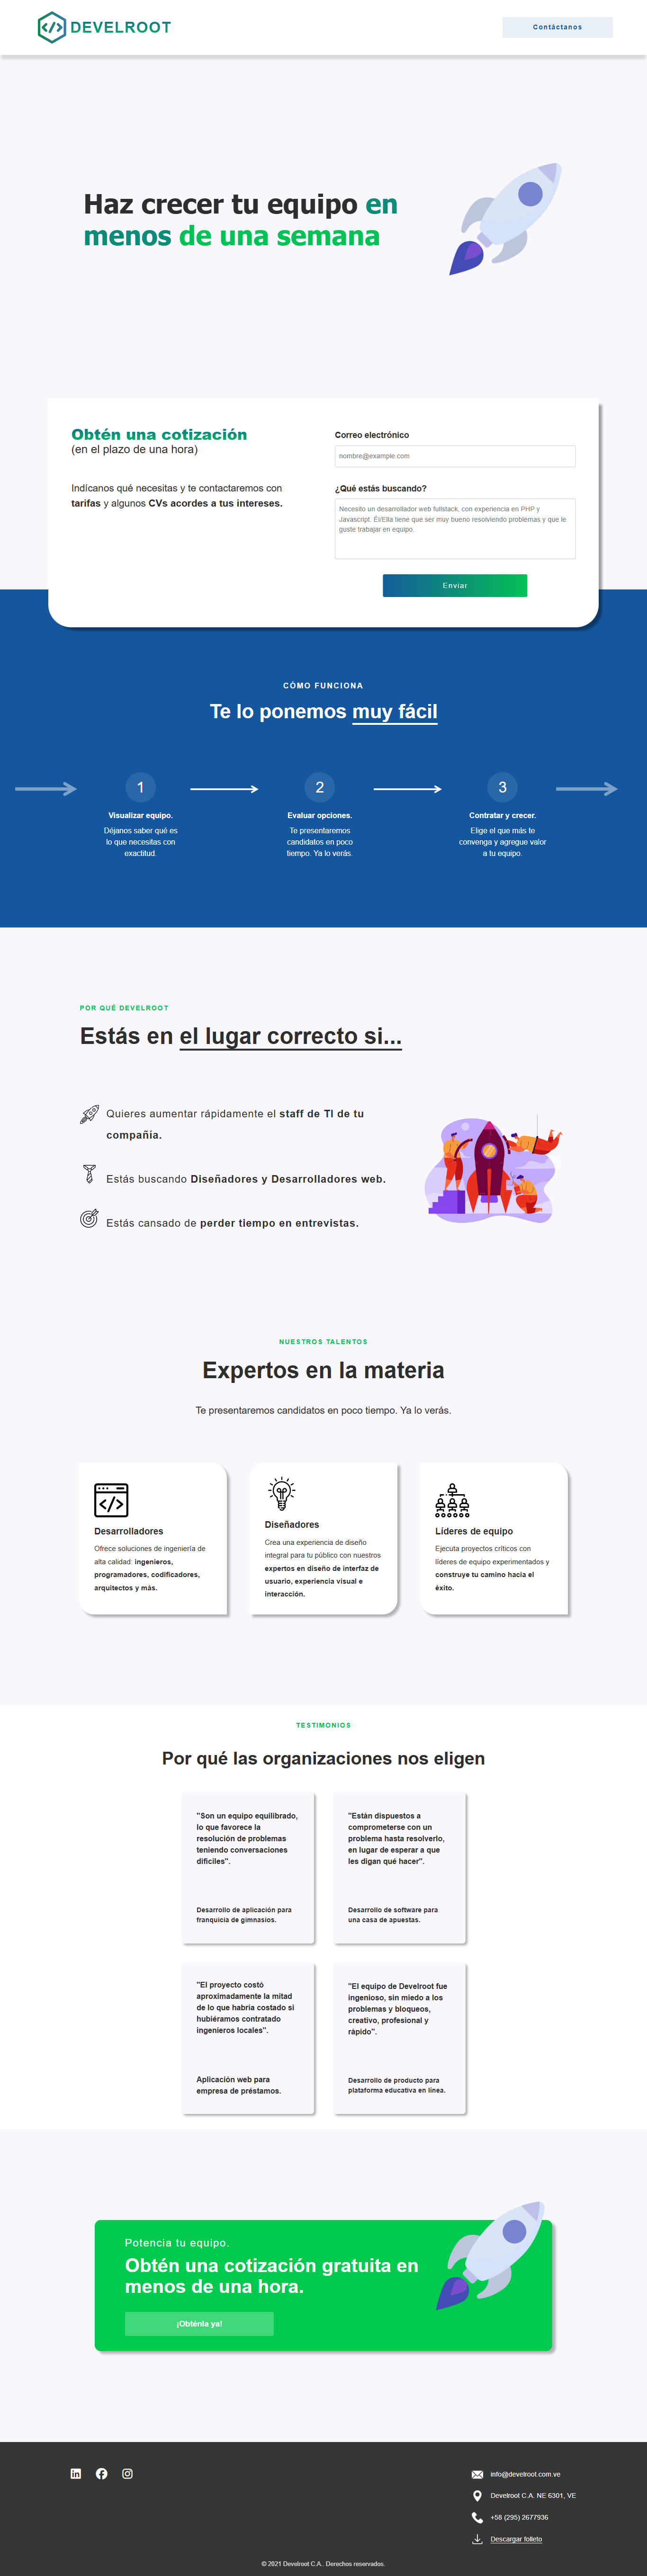 </> DEVELROOT
Contáctanos
Haz crecer tu equipo en
menos de una semana
Obtén una cotización
(en el plazo de una hora)
Indícanos qué necesitas y te contactaremos con
tarifas y algunos CVs acordes a tus intereses.
Correo electrónico
nombre@example.com
¿Qué estás buscando?
Necesito un desarrollador web fullstack, con experiencia en PHP y
Javascript. Él/Ella tiene que ser muy bueno resolviendo problemas y que le
guste trabajar en equipo.
Enviar
CÓMO FUNCIONA
Te lo ponemos muy fácil
1
Visualizar equipo.
Déjanos saber qué es
lo que necesitas con
exactitud.
2
Evaluar opciones.
Te presentaremos
candidatos en poco
tiempo. Ya lo verás.
3
Contratar y crecer.
Elige el que más te
convenga y agregue valor
a tu equipo.
POR QUÉ DEVELROOT
Estás en el lugar correcto si...
Quieres aumentar rápidamente el staff de TI de tu
compañía.
Estás buscando Diseñadores y Desarrolladores web.
Estás cansado de perder tiempo en entrevistas.
NUESTROS TALENTOS
Expertos en la materia
Te presentaremos candidatos en poco tiempo. Ya lo verás.
</>
Desarrolladores
Ofrece soluciones de ingeniería de
alta calidad: ingenieros,
programadores, codificadores,
arquitectos y más.
Diseñadores
Crea una experiencia de diseño
integral para tu público con nuestros
expertos en diseño de interfaz de
usuario, experiencia visual e
interacción.
Líderes de equipo
Ejecuta proyectos críticos con
líderes de equipo experimentados y
construye tu camino hacia el
éxito.
TESTIMONIOS
Por qué las organizaciones nos eligen
"Son un equipo equilibrado,
lo que favorece la
resolución de problemas
teniendo conversaciones
difíciles".
Desarrollo de aplicación para
franquicia de gimnasios.
"Están dispuestos a
comprometerse con un
problema hasta resolverlo,
en lugar de esperar a que
les digan qué hacer".
Desarrollo de software para
una casa de apuestas.
"El proyecto costó
aproximadamente la mitad
de lo que habría costado si
hubiéramos contratado
ingenieros locales".
Aplicación web para
empresa de préstamos.
"El equipo de Develroot fue
ingenioso, sin miedo a los
problemas y bloqueos,
creativo, profesional y
rápido".
Desarrollo de producto para
plataforma educativa en línea.
Potencia tu equipo.
Obtén una cotización gratuita en
menos de una hora.
¡Obténla ya!
info@develroot.com.ve
Develroot C.A. NE 6301, VE
+58 (295) 2677936
Descargar folleto
© 2021 Develroot C.A.. Derechos reservados.